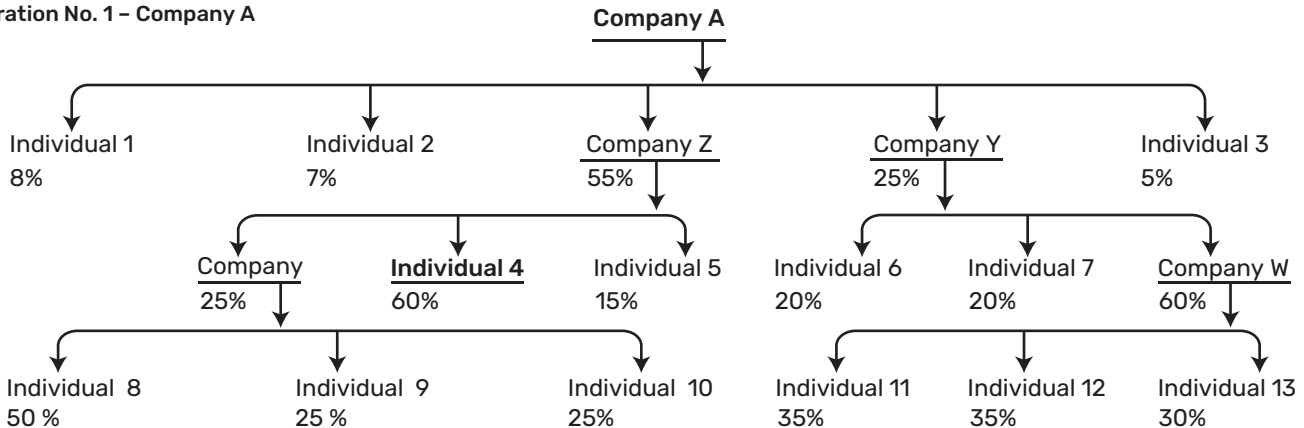 ration No. 1 – Company A
Company A
Individual 1 Individual 2 Company Z Company Y Individual 3
8% 7% 55% 25% 5%
Company Individual 4 Individual 5 Individual 6 Individual 7 Company W
25% 60% 15% 20% 20% 60%
Individual 8 Individual 9 Individual 10 Individual 11 Individual 12 Individual 13
50 % 25 % 25% 35% 35% 30%